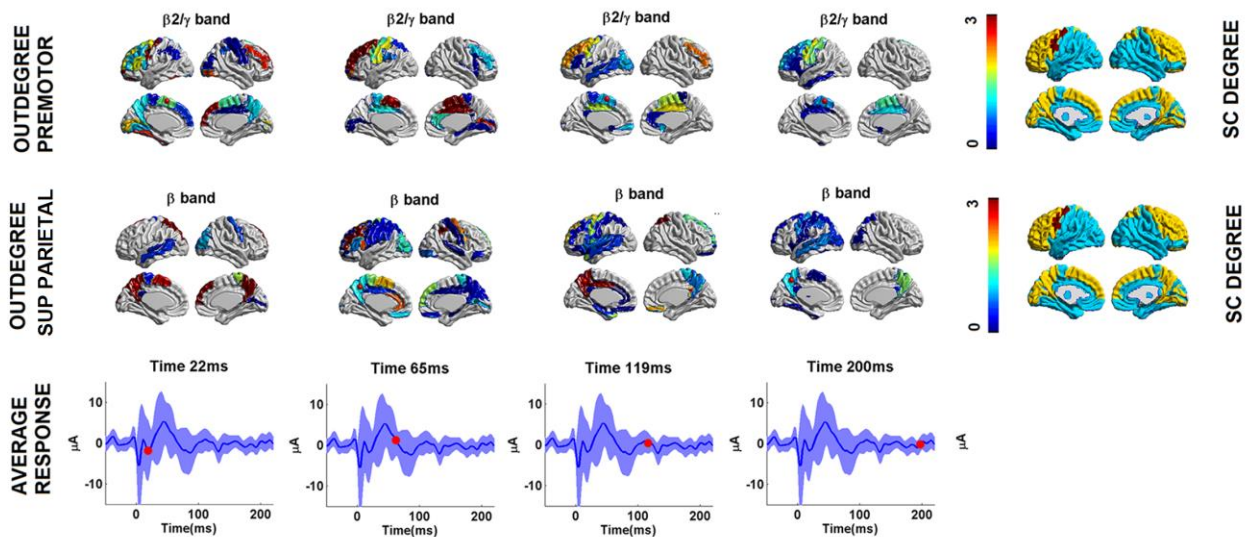 OUTDEGREE
PREMOTOR
β2/γ band
β2/γ band
β2/γ band
β2/γ band
3
0
SC DEGREE
OUTDEGREE
SUP PARIETAL
β band
β band
β band
β band
3
0
SC DEGREE
AVERAGE
RESPONSE
Time 22ms
Time 65ms
Time 119ms
Time 200ms
10
0
-10
μA
0
100
200
Time(ms)
10
0
-10
μA
0
100
200
Time(ms)
10
0
-10
μA
0
100
200
Time(ms)
10
0
-10
μA
0
100
200
Time(ms)
μA